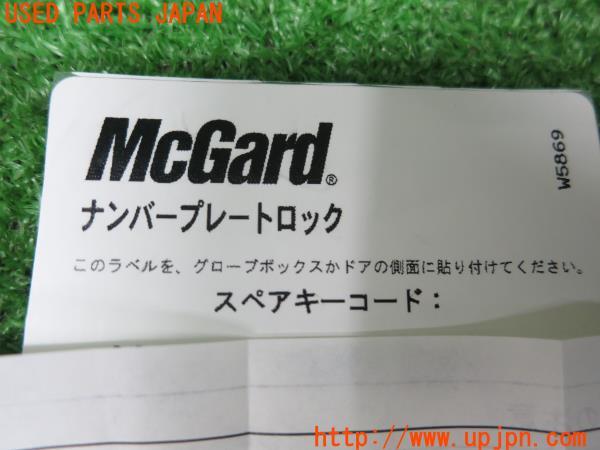 USED PARTS JAPAN
McGard®
W5869
ナンバープレートロック
このラベルを、グローブボックスかドアの側面に貼り付けてください。
スペアキーコード：
http://www.upjpn.com